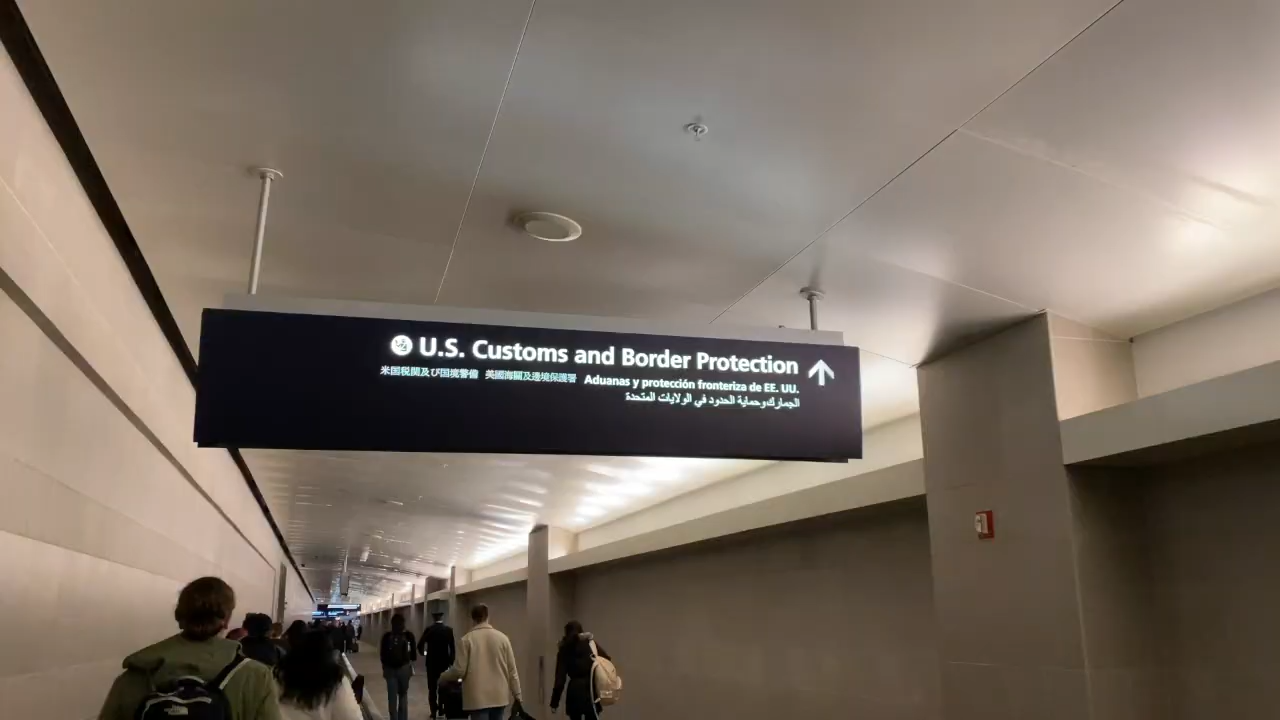 U.S. Customs and Border Protection
米国税関及び国境警備 美國海關及邊境保護署 Aduanas y protección fronteriza de EE. UU.
الجمارك وحماية الحدود في الولايات المتحدة